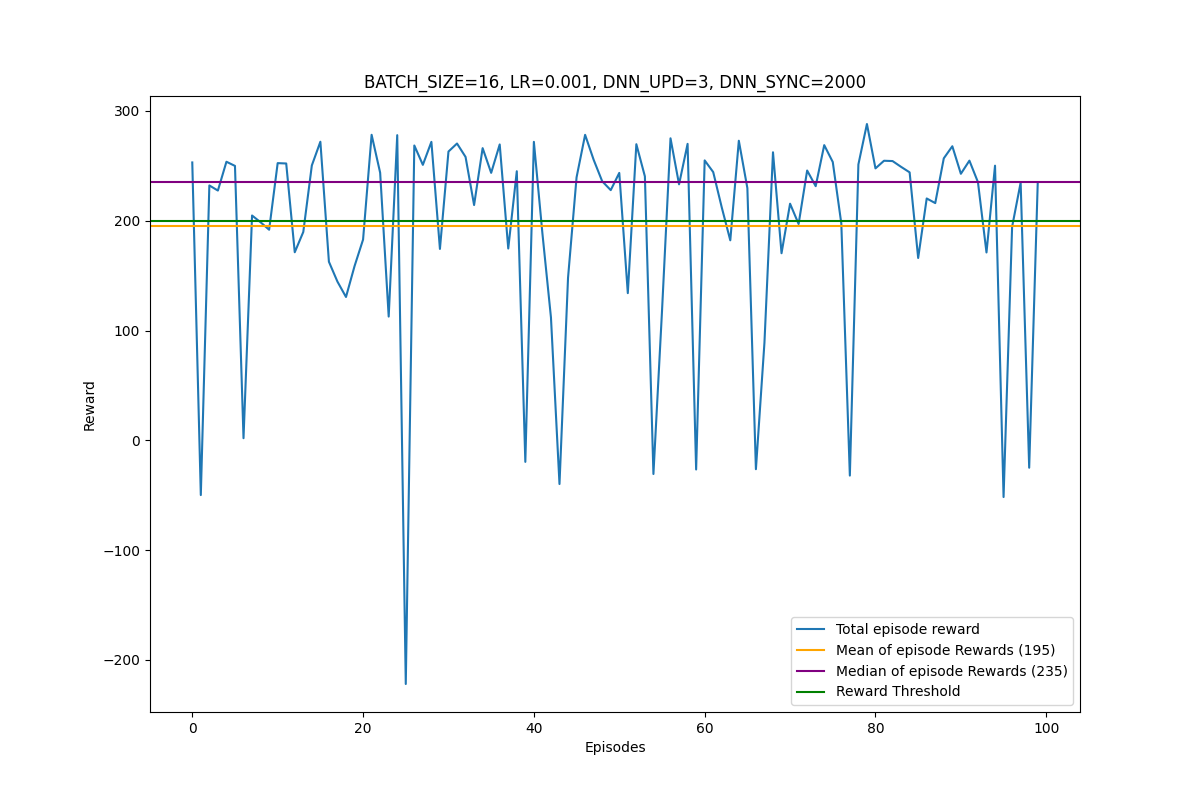 BATCH_SIZE=16, LR=0.001, DNN_UPD=3, DNN_SYNC=2000
300
200
100
0
−100
−200
Reward
0
20
40
60
80
100
Episodes
Total episode reward
Mean of episode Rewards (195)
Median of episode Rewards (235)
Reward Threshold